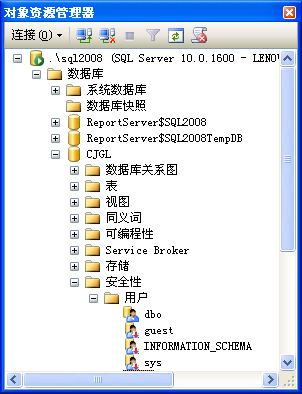 对象资源管理器
连接(O)
.\sql2008 (SQL Server 10.0.1600 - LENO
数据库
系统数据库
数据库快照
ReportServer$SQL2008
ReportServer$SQL2008TempDB
CJGL
数据库关系图
表
视图
同义词
可编程性
Service Broker
存储
安全性
用户
dbo
guest
INFORMATION_SCHEMA
sys